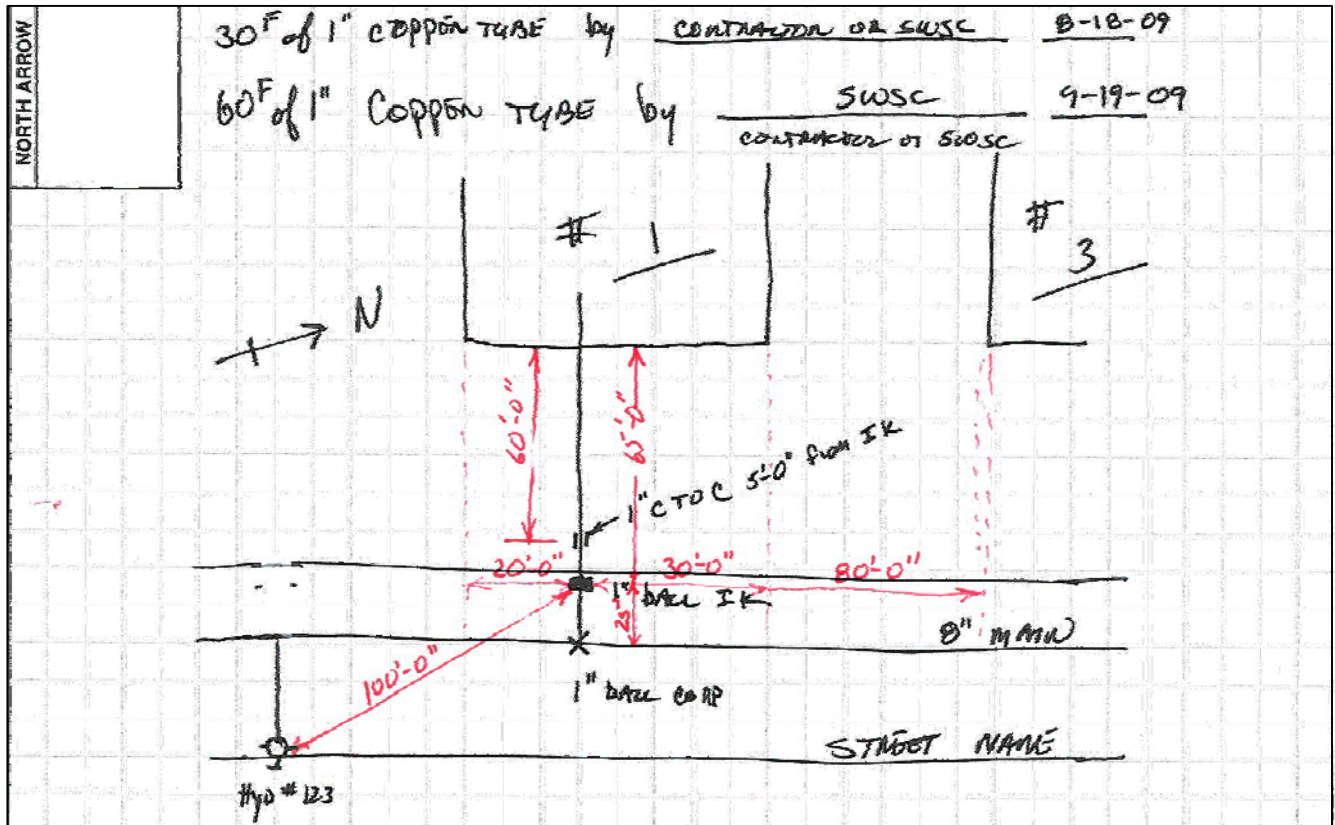 NORTH ARROW
30F of 1" COPPER TUBE by CONTRACTOR OR SWSC 8-18-09
60F of 1" COPPER TUBE by SWSC 9-19-09
CONTRACTOR or SWSC
# 1
# 3
N
60'-0"
65'-0"
1" C TO C 5'-0" from IK
20'-0"
30'-0"
80'-0"
1" BALL IK
8" MAIN
100'-0"
1" BALL CORP
STREET NAME
Hyd # 123